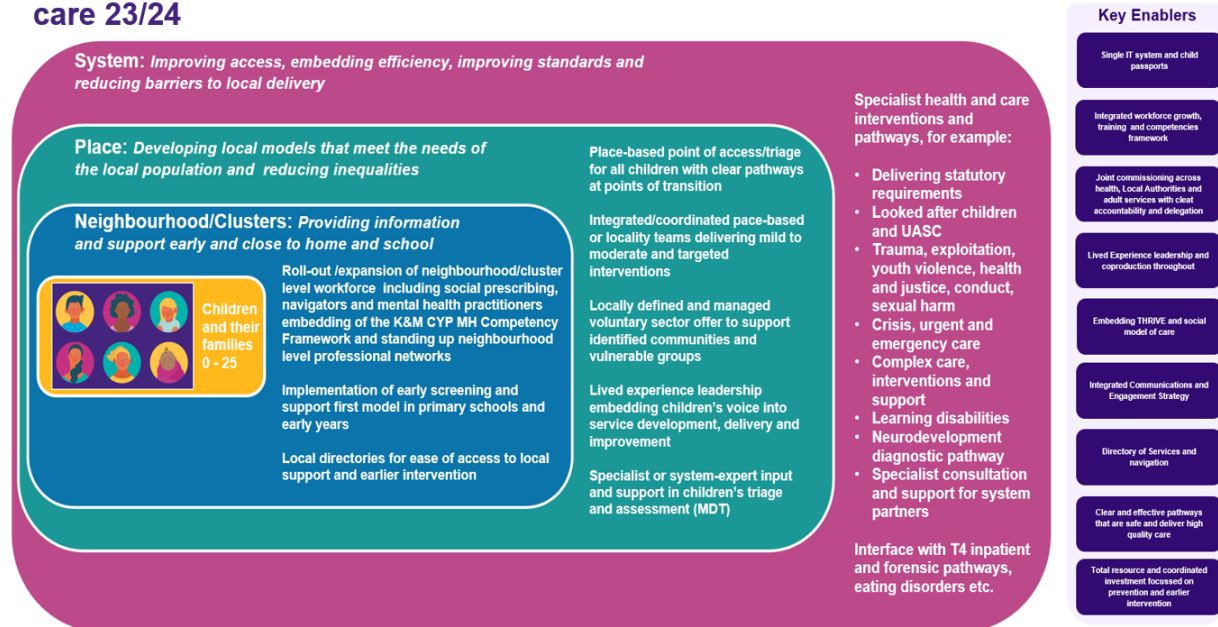 care 23/24
System: Improving access, embedding efficiency, improving standards and
reducing barriers to local delivery
Place: Developing local models that meet the needs of
the local population and reducing inequalities
Neighbourhood/Clusters: Providing information
and support early and close to home and school
Children
and their
families
0 - 25
Roll-out /expansion of neighbourhood/cluster
level workforce including social prescribing,
navigators and mental health practitioners
embedding of the K&M CYP MH Competency
Framework and standing up neighbourhood
level professional networks
Implementation of early screening and
support first model in primary schools and
early years
Local directories for ease of access to local
support and earlier intervention
Place-based point of access/triage
for all children with clear pathways
at points of transition
Integrated/coordinated pace-based
or locality teams delivering mild to
moderate and targeted
interventions
Locally defined and managed
voluntary sector offer to support
identified communities and
vulnerable groups
Lived experience leadership
embedding children's voice into
service development, delivery and
improvement
Specialist or system-expert input
and support in children's triage
and assessment (MDT)
Specialist health and care
interventions and
pathways, for example:
• Delivering statutory
requirements
• Looked after children
and UASC
• Trauma, exploitation,
youth violence, health
and justice, conduct,
sexual harm
• Crisis, urgent and
emergency care
• Complex care,
interventions and
support
• Learning disabilities
• Neurodevelopment
diagnostic pathway
• Specialist consultation
and support for system
partners
Interface with T4 inpatient
and forensic pathways,
eating disorders etc.
Key Enablers
Single IT system and child
passports
Integrated workforce growth,
training and competencies
framework
Joint commissioning across
health, Local Authorities and
adult services with cleat
accountability and delegation
Lived Experience leadership and
coproduction throughout
Embedding THRIVE and social
model of care
Integrated Communications and
Engagement Strategy
Directory of Services and
navigation
Clear and effective pathways
that are safe and deliver high
quality care
Total resource and coordinated
investment focussed on
prevention and earlier
intervention